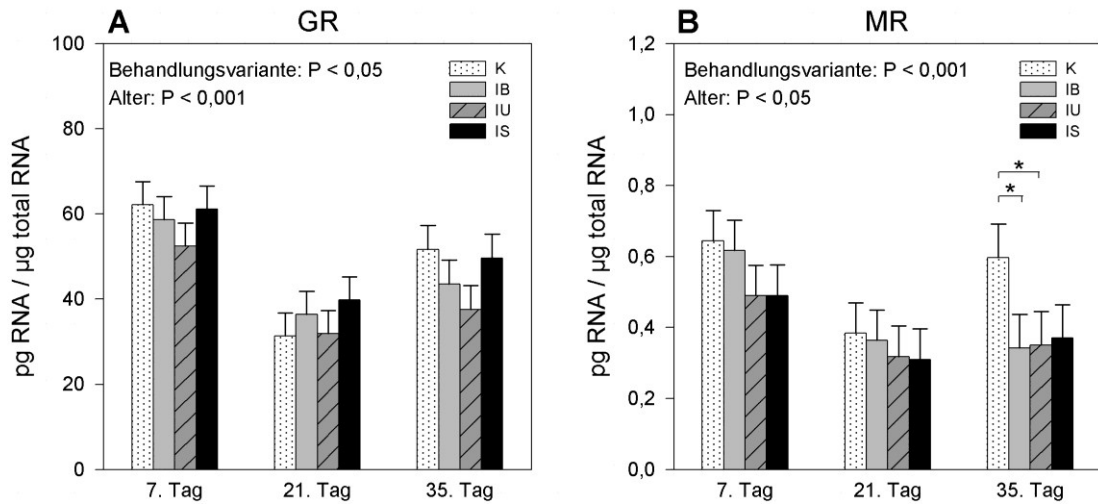 A
GR
pg RNA / µg total RNA
100
80
60
40
20
0
Behandlungsvariante: P < 0,05
Alter: P < 0,001
K
IB
IU
IS
7. Tag
21. Tag
35. Tag
B
MR
pg RNA / µg total RNA
1,2
1,0
0,8
0,6
0,4
0,2
0,0
Behandlungsvariante: P < 0,001
Alter: P < 0,05
K
IB
IU
IS
*
*
7. Tag
21. Tag
35. Tag